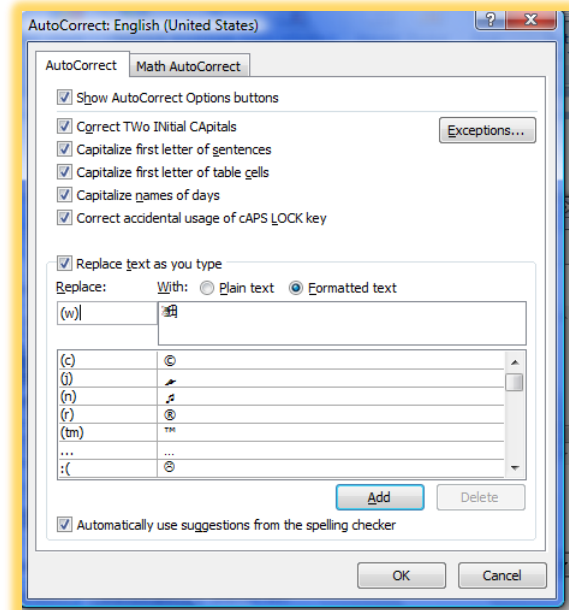 AutoCorrect: English (United States)
AutoCorrect Math AutoCorrect
Show AutoCorrect Options buttons
Correct TWo INitial CApitals
Exceptions...
Capitalize first letter of sentences
Capitalize first letter of table cells
Capitalize names of days
Correct accidental usage of cAPS LOCK key
Replace text as you type
Replace: With: Plain text Formatted text
(w)
(c) ©
(j)
(n) ♫
(r) ®
(tm) ™
... ...
:( ☹
Add Delete
Automatically use suggestions from the spelling checker
OK Cancel